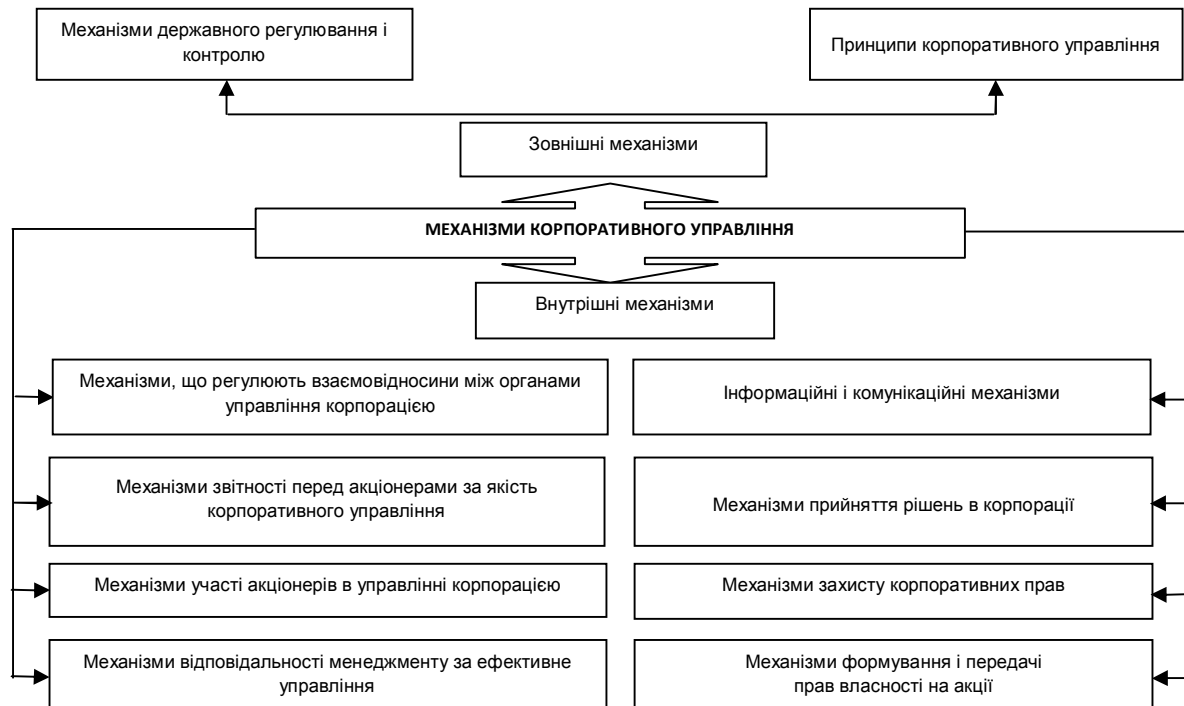 Механізми державного регулювання і
контролю
Принципи корпоративного управління
Зовнішні механізми
МЕХАНІЗМИ КОРПОРАТИВНОГО УПРАВЛІННЯ
Внутрішні механізми
Механізми, що регулюють взаємовідносини між органами
управління корпорацією
Інформаційні і комунікаційні механізми
Механізми звітності перед акціонерами за якість
корпоративного управління
Механізми прийняття рішень в корпорації
Механізми участі акціонерів в управлінні корпорацією
Механізми захисту корпоративних прав
Механізми відповідальності менеджменту за ефективне
управління
Механізми формування і передачі
прав власності на акції